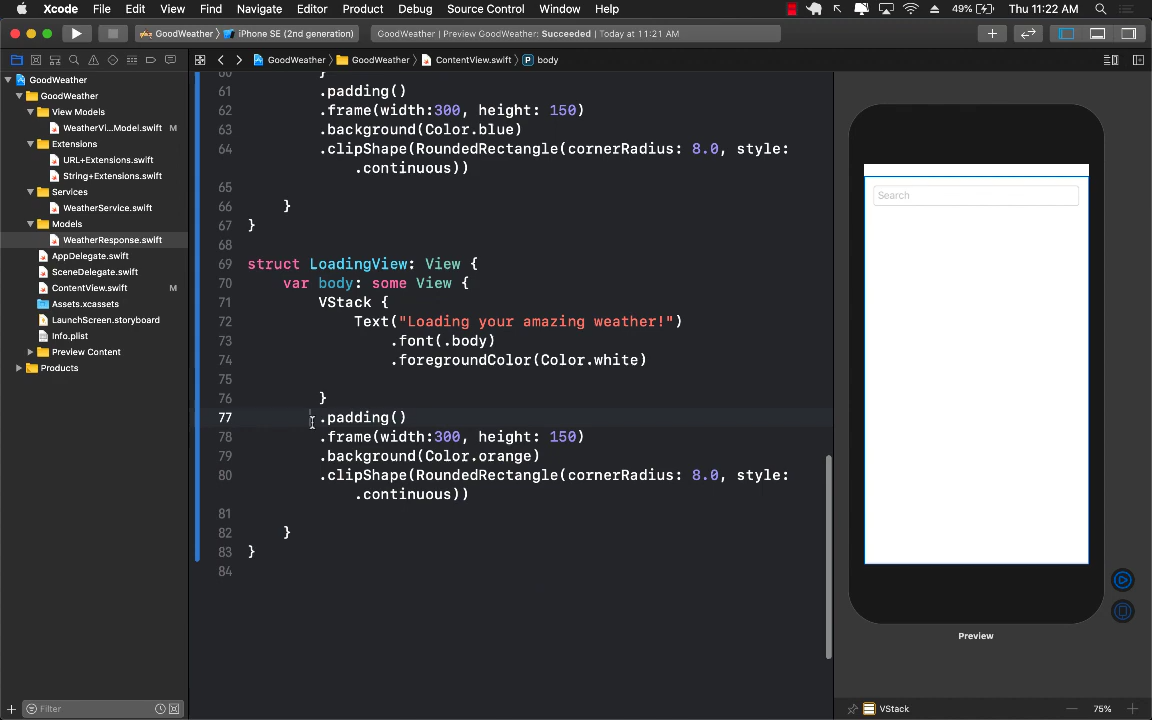 Xcode File Edit View Find Navigate Editor Product Debug Source Control Window Help 49% Thu 11:22 AM
GoodWeather iPhone SE (2nd generation) GoodWeather | Preview GoodWeather: Succeeded | Today at 11:21 AM
GoodWeather GoodWeather ContentView.swift P body
GoodWeather
GoodWeather
View Models
WeatherVi...Model.swift M
Extensions
URL+Extensions.swift
String+Extensions.swift
Services
WeatherService.swift
Models
WeatherResponse.swift
AppDelegate.swift
SceneDelegate.swift
ContentView.swift M
Assets.xcassets
LaunchScreen.storyboard
Info.plist
Preview Content
Products
Filter
60 }
61 .padding()
62 .frame(width:300, height: 150)
63 .background(Color.blue)
64 .clipShape(RoundedRectangle(cornerRadius: 8.0, style:
.continuous))
65
66 }
67 }
68
69 struct LoadingView: View {
70 var body: some View {
71 VStack {
72 Text("Loading your amazing weather!")
73 .font(.body)
74 .foregroundColor(Color.white)
75
76 }
77 .padding()
78 .frame(width:300, height: 150)
79 .background(Color.orange)
80 .clipShape(RoundedRectangle(cornerRadius: 8.0, style:
.continuous))
81
82 }
83 }
84
Search
Preview
VStack 75%